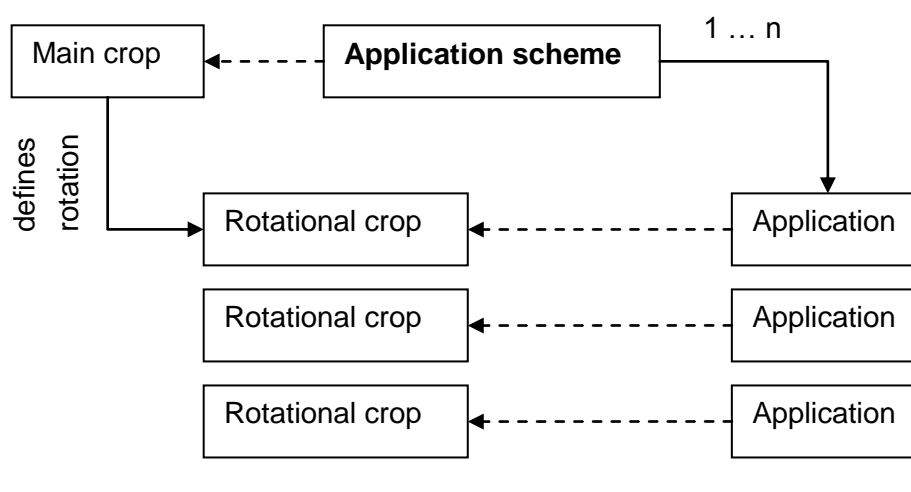 1 … n
Main crop
Application scheme
defines
rotation
Rotational crop
Application
Rotational crop
Application
Rotational crop
Application